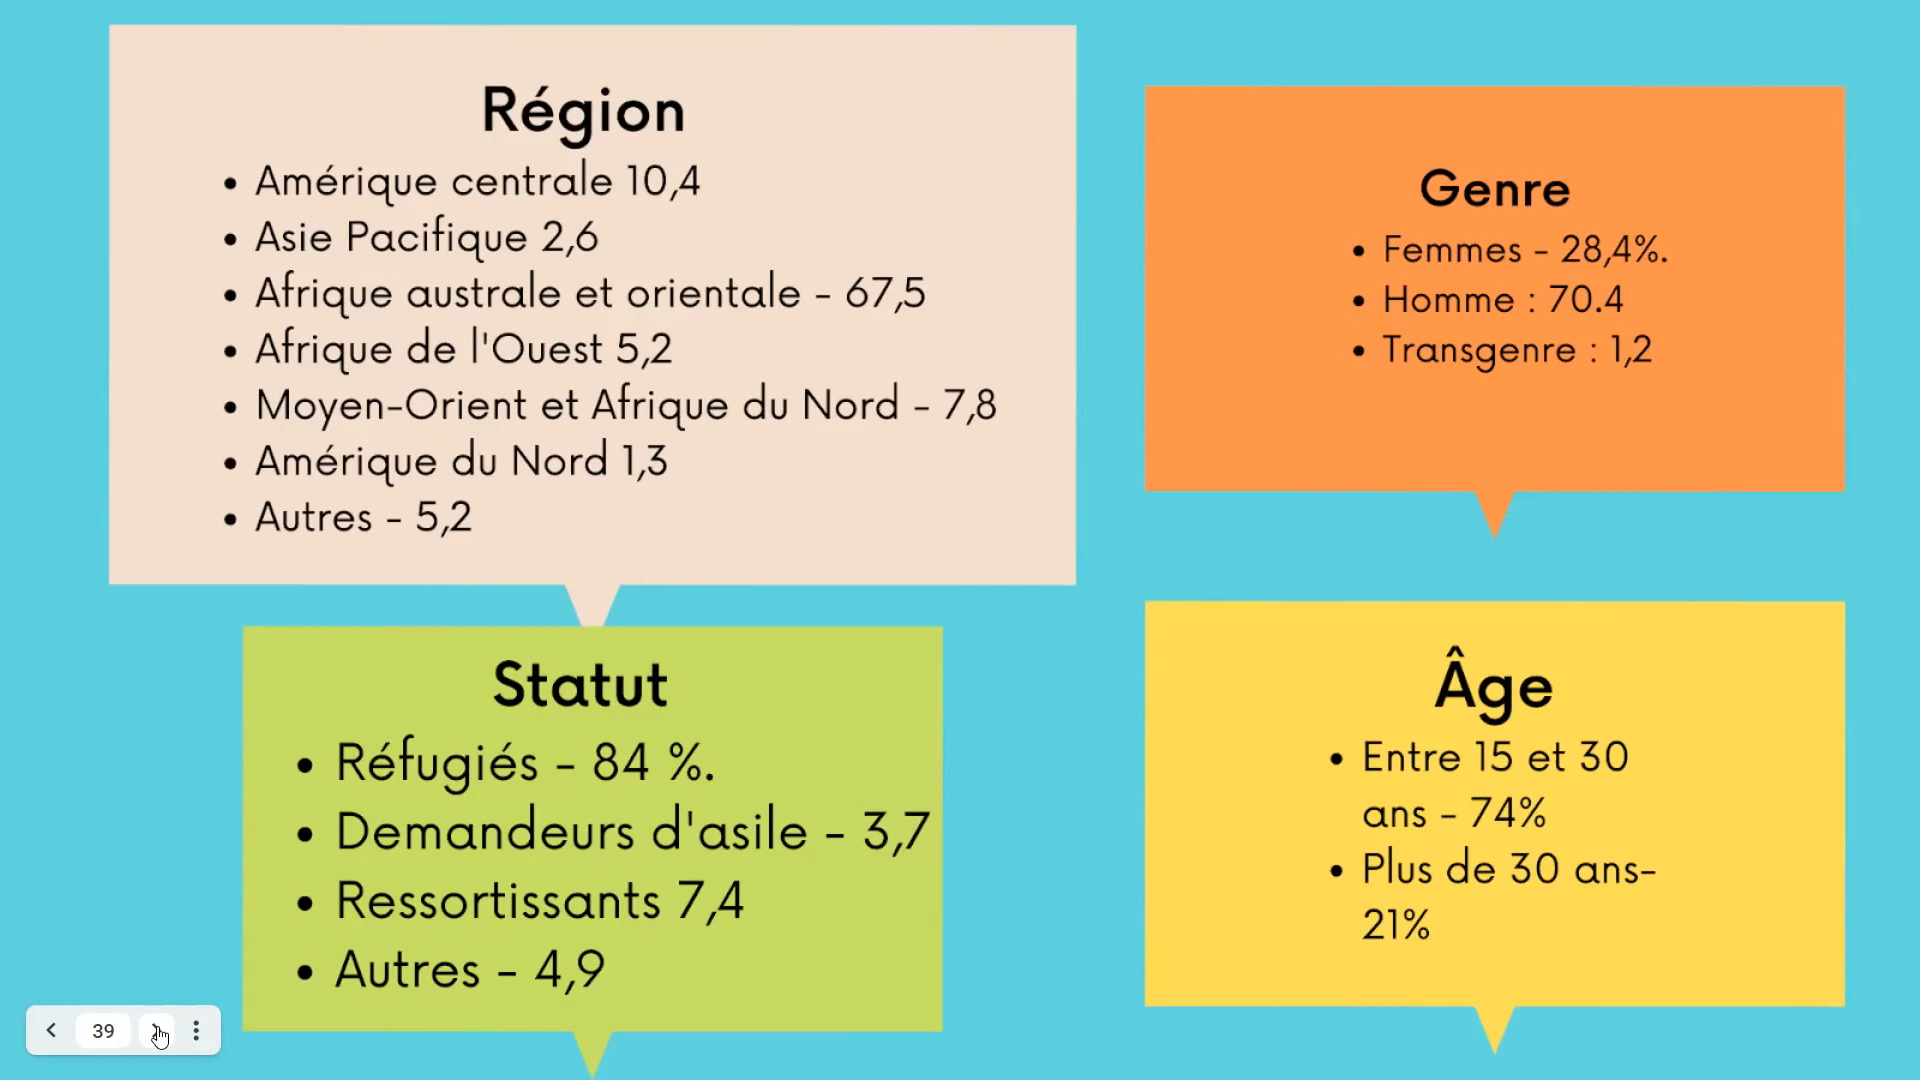 Région
• Amérique centrale 10,4
• Asie Pacifique 2,6
• Afrique australe et orientale - 67,5
• Afrique de l'Ouest 5,2
• Moyen-Orient et Afrique du Nord - 7,8
• Amérique du Nord 1,3
• Autres - 5,2
Genre
• Femmes - 28,4%.
• Homme : 70.4
• Transgenre : 1,2
Statut
• Réfugiés - 84 %.
• Demandeurs d'asile - 3,7
• Ressortissants 7,4
• Autres - 4,9
Âge
• Entre 15 et 30
ans - 74%
• Plus de 30 ans-
21%
39